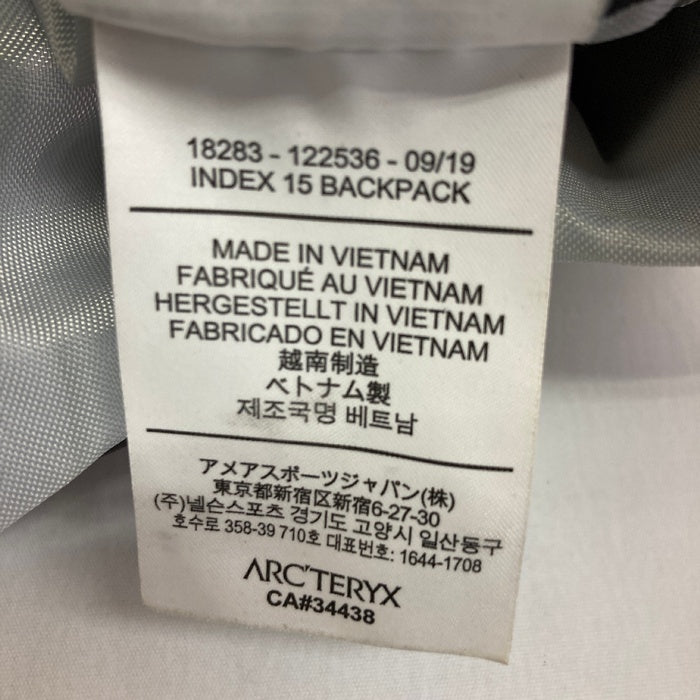 18283 - 122536 - 09/19
INDEX 15 BACKPACK
MADE IN VIETNAM
FABRIQUÉ AU VIETNAM
HERGESTELLT IN VIETNAM
FABRICADO EN VIETNAM
越南制造
ベトナム製
제조국명 베트남
アメアスポーツジャパン(株)
東京都新宿区新宿6-27-30
(주)넬슨스포츠 경기도 고양시 일산동구
호수로 358-39 710호 대표번호: 1644-1708
ARC'TERYX
CA#34438